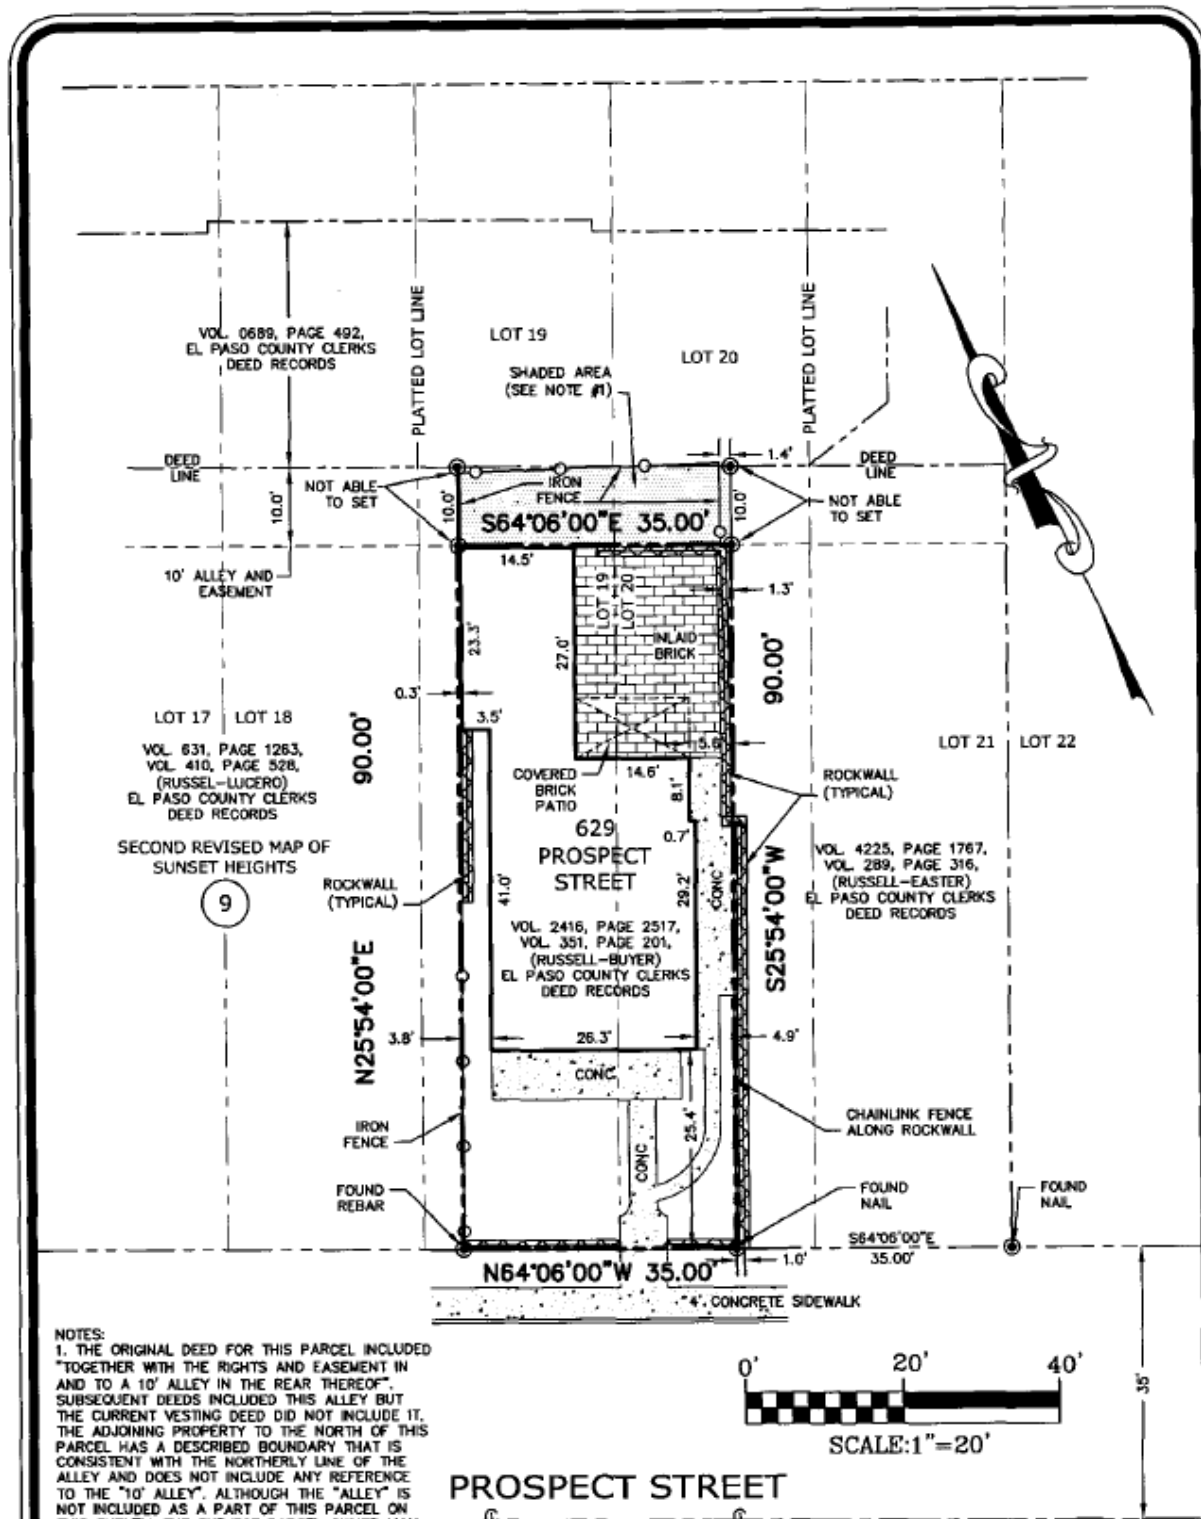 VOL. 0689, PAGE 492,
EL PASO COUNTY CLERKS
DEED RECORDS
PLATTED LOT LINE
LOT 19
LOT 20
PLATTED LOT LINE
SHADED AREA
(SEE NOTE #1)
1.4'
DEED
LINE
DEED
LINE
10.0'
NOT ABLE
TO SET
10.0'
IRON
FENCE
10.0'
NOT ABLE
TO SET
S64°06'00"E 35.00'
14.5'
10' ALLEY AND
EASEMENT
LOT 19
LOT 20
1.3'
23.3'
27.0'
INLAID
BRICK
90.00'
0.3'
3.5'
LOT 17
LOT 18
VOL. 631, PAGE 1263,
VOL. 410, PAGE 528,
(RUSSEL-LUCERO)
EL PASO COUNTY CLERKS
DEED RECORDS
90.00'
5.6'
LOT 21
LOT 22
COVERED
BRICK
PATIO
14.6'
8.1'
ROCKWALL
(TYPICAL)
SECOND REVISED MAP OF
SUNSET HEIGHTS
9
629
PROSPECT
STREET
0.7'
VOL. 4225, PAGE 1767,
VOL. 289, PAGE 316,
(RUSSELL-EASTER)
EL PASO COUNTY CLERKS
DEED RECORDS
ROCKWALL
(TYPICAL)
41.0'
29.2'
CONC
S25°54'00"W
VOL. 2416, PAGE 2517,
VOL. 351, PAGE 201,
(RUSSELL-BUYER)
EL PASO COUNTY CLERKS
DEED RECORDS
N25°54'00"E
3.8'
26.3'
4.9'
CONC
IRON
FENCE
CONC
25.4'
CHAINLINK FENCE
ALONG ROCKWALL
FOUND
REBAR
FOUND
NAIL
FOUND
NAIL
S64°06'00"E
35.00'
N64°06'00"W 35.00'
1.0'
4' CONCRETE SIDEWALK
NOTES:
1. THE ORIGINAL DEED FOR THIS PARCEL INCLUDED
"TOGETHER WITH THE RIGHTS AND EASEMENT IN
AND TO A 10' ALLEY IN THE REAR THEREOF".
SUBSEQUENT DEEDS INCLUDED THIS ALLEY BUT
THE CURRENT VESTING DEED DID NOT INCLUDE IT.
THE ADJOINING PROPERTY TO THE NORTH OF THIS
PARCEL HAS A DESCRIBED BOUNDARY THAT IS
CONSISTENT WITH THE NORTHERLY LINE OF THE
ALLEY AND DOES NOT INCLUDE ANY REFERENCE
TO THE "10' ALLEY". ALTHOUGH THE "ALLEY" IS
NOT INCLUDED AS A PART OF THIS PARCEL ON
0' 20' 40'
SCALE:1"=20'
35'
PROSPECT STREET